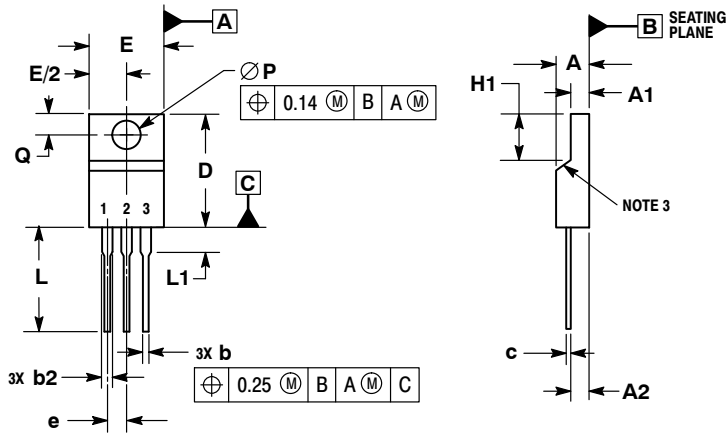 E
A
E/2
Ø P
⌖ 0.14 Ⓜ B A Ⓜ
Q
D
C
1 2 3
L
L1
3X b
3X b2
⌖ 0.25 Ⓜ B A Ⓜ C
e
B SEATING
PLANE
A
H1
A1
NOTE 3
c
A2